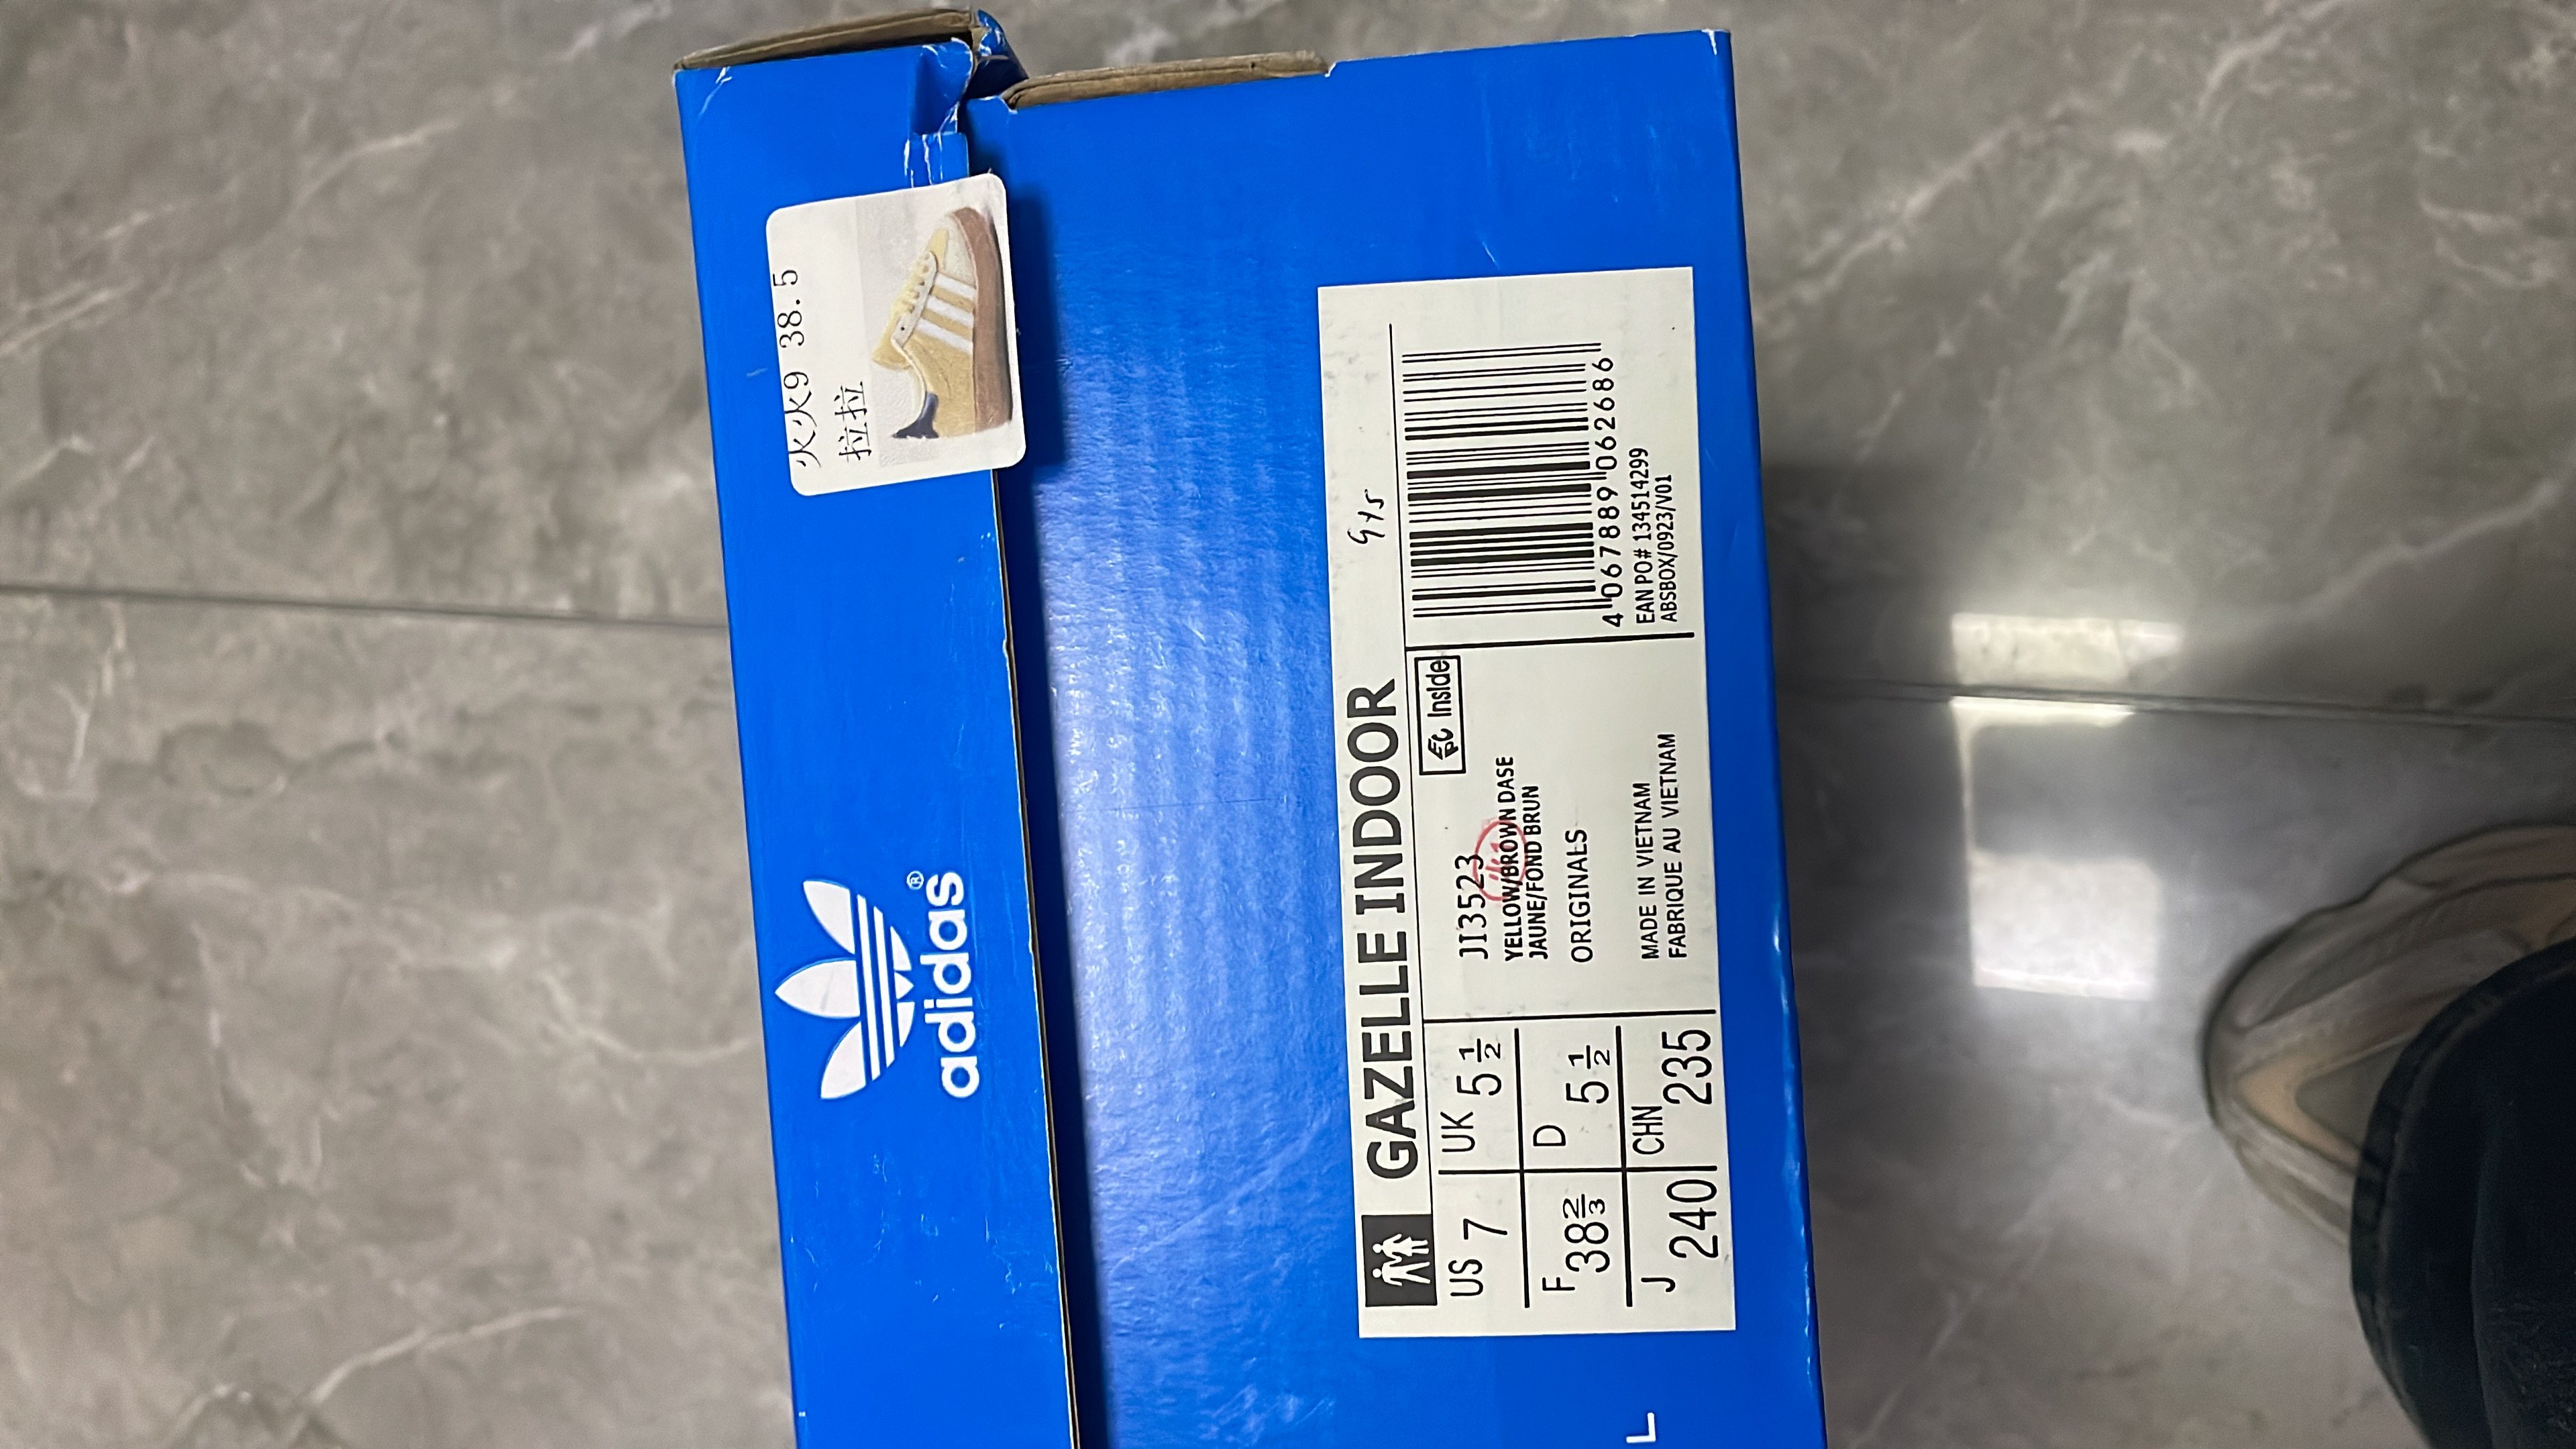 火火9 38.5
拉拉
adidas®
GAZELLE INDOOR
US 7
UK 5 1/2
F 38 2/3
D 5 1/2
J 240
CHN 235
JI3523
YELLOW/BROWN DASE
JAUNE/FOND BRUN
ORIGINALS
MADE IN VIETNAM
FABRIQUE AU VIETNAM
Inside
4 067889 062686
EAN PO# 134514299
ABSBOX/0923/V01
L